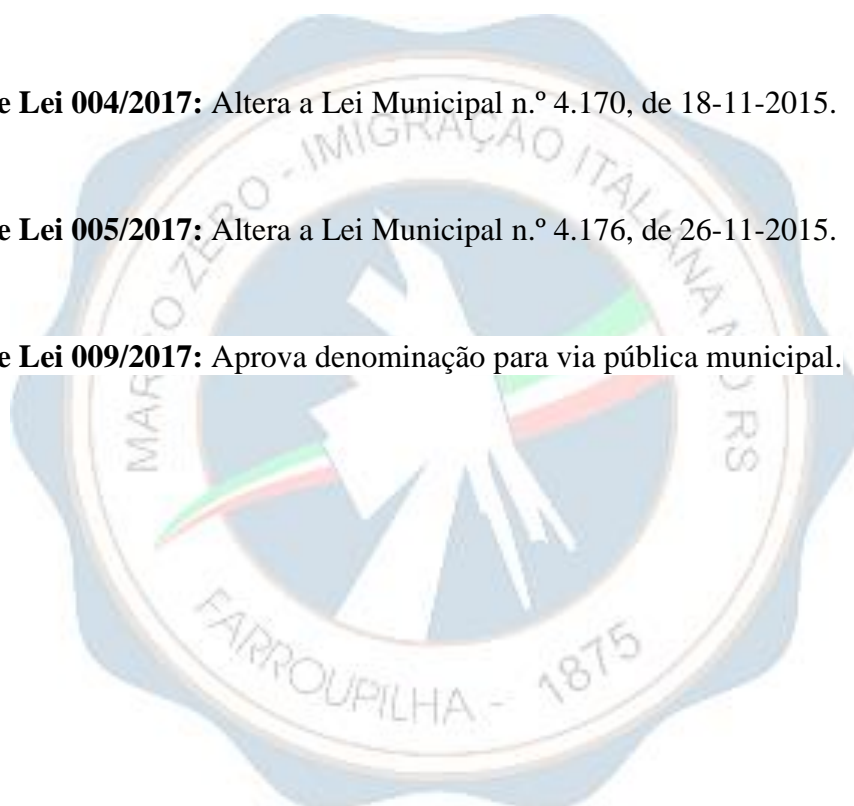 e Lei 004/2017: Altera a Lei Municipal n.º 4.170, de 18-11-2015.
e Lei 005/2017: Altera a Lei Municipal n.º 4.176, de 26-11-2015.
e Lei 009/2017: Aprova denominação para via pública municipal.
MARCO ZERO - IMIGRAÇÃO ITALIANA NO RS
FARROUPILHA - 1875